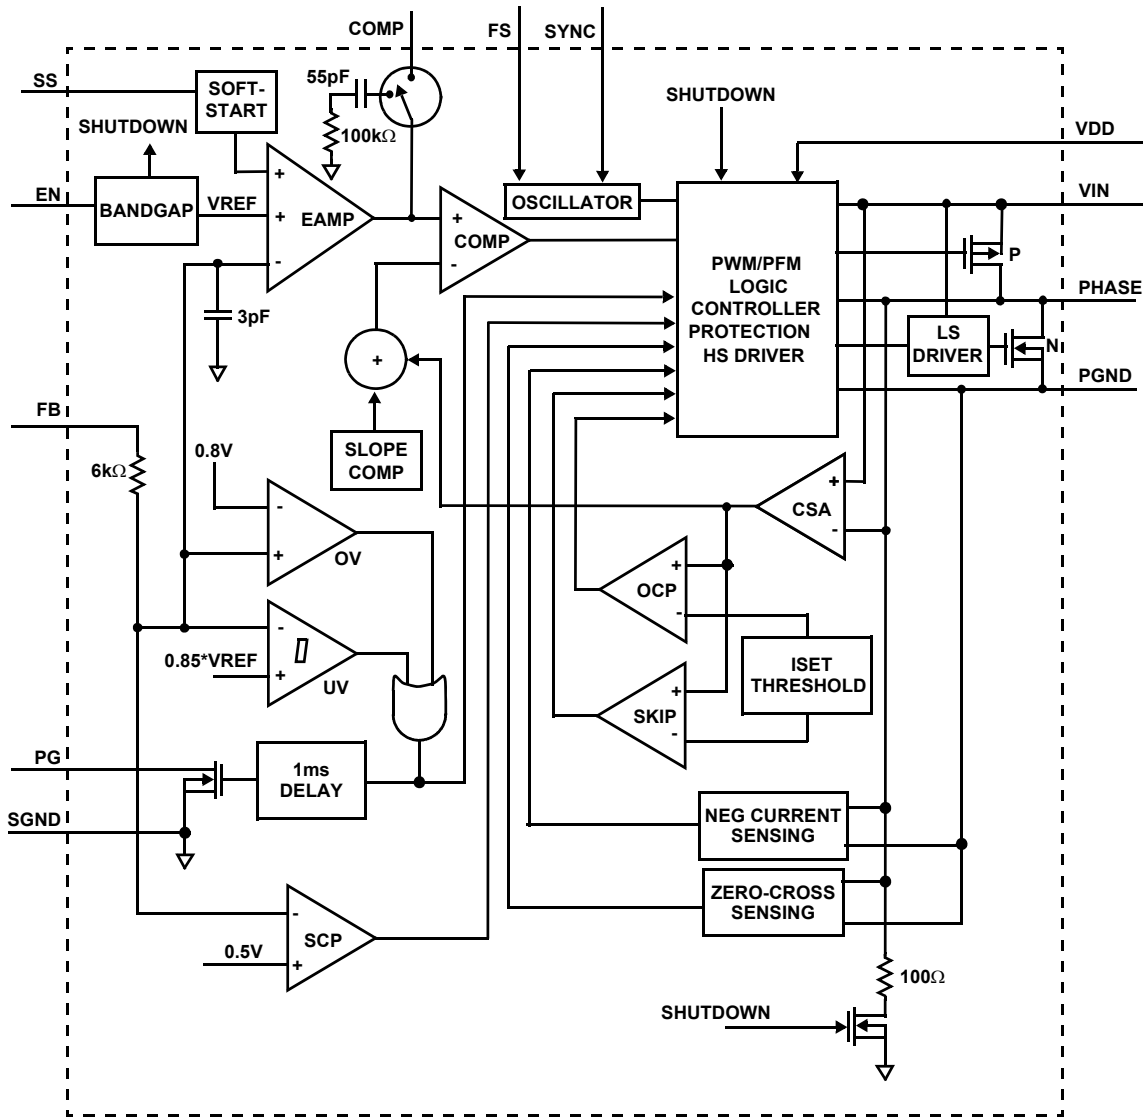 COMP
FS
SYNC
SS
SOFT-
START
55pF
100kΩ
SHUTDOWN
SHUTDOWN
VDD
EN
BANDGAP
VREF
+
+
-
EAMP
+
-
COMP
OSCILLATOR
VIN
PWM/PFM
LOGIC
CONTROLLER
PROTECTION
HS DRIVER
P
PHASE
3pF
+
LS
DRIVER
N
PGND
FB
6kΩ
0.8V
SLOPE
COMP
-
+
OV
+
-
CSA
+
-
OCP
-
+
UV
0.85*VREF
ISET
THRESHOLD
+
-
SKIP
PG
1ms
DELAY
SGND
NEG CURRENT
SENSING
ZERO-CROSS
SENSING
-
+
SCP
0.5V
100Ω
SHUTDOWN